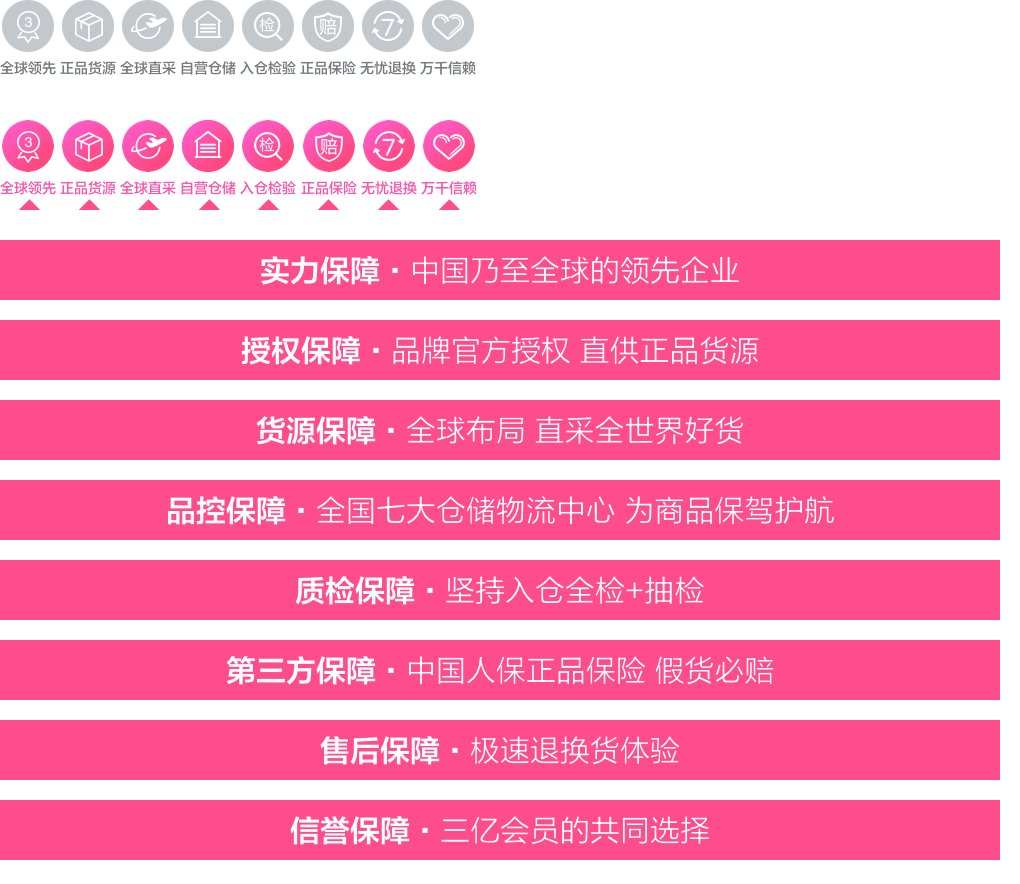 3 检 赔 7
全球领先 正品货源 全球直采 自营仓储 入仓检验 正品保险 无忧退换 万千信赖
3 检 赔 7
全球领先 正品货源 全球直采 自营仓储 入仓检验 正品保险 无忧退换 万千信赖
实力保障·中国乃至全球的领先企业
授权保障·品牌官方授权 直供正品货源
货源保障·全球布局 直采全世界好货
品控保障·全国七大仓储物流中心 为商品保驾护航
质检保障·坚持入仓全检+抽检
第三方保障·中国人保正品保险 假货必赔
售后保障·极速退换货体验
信誉保障·三亿会员的共同选择